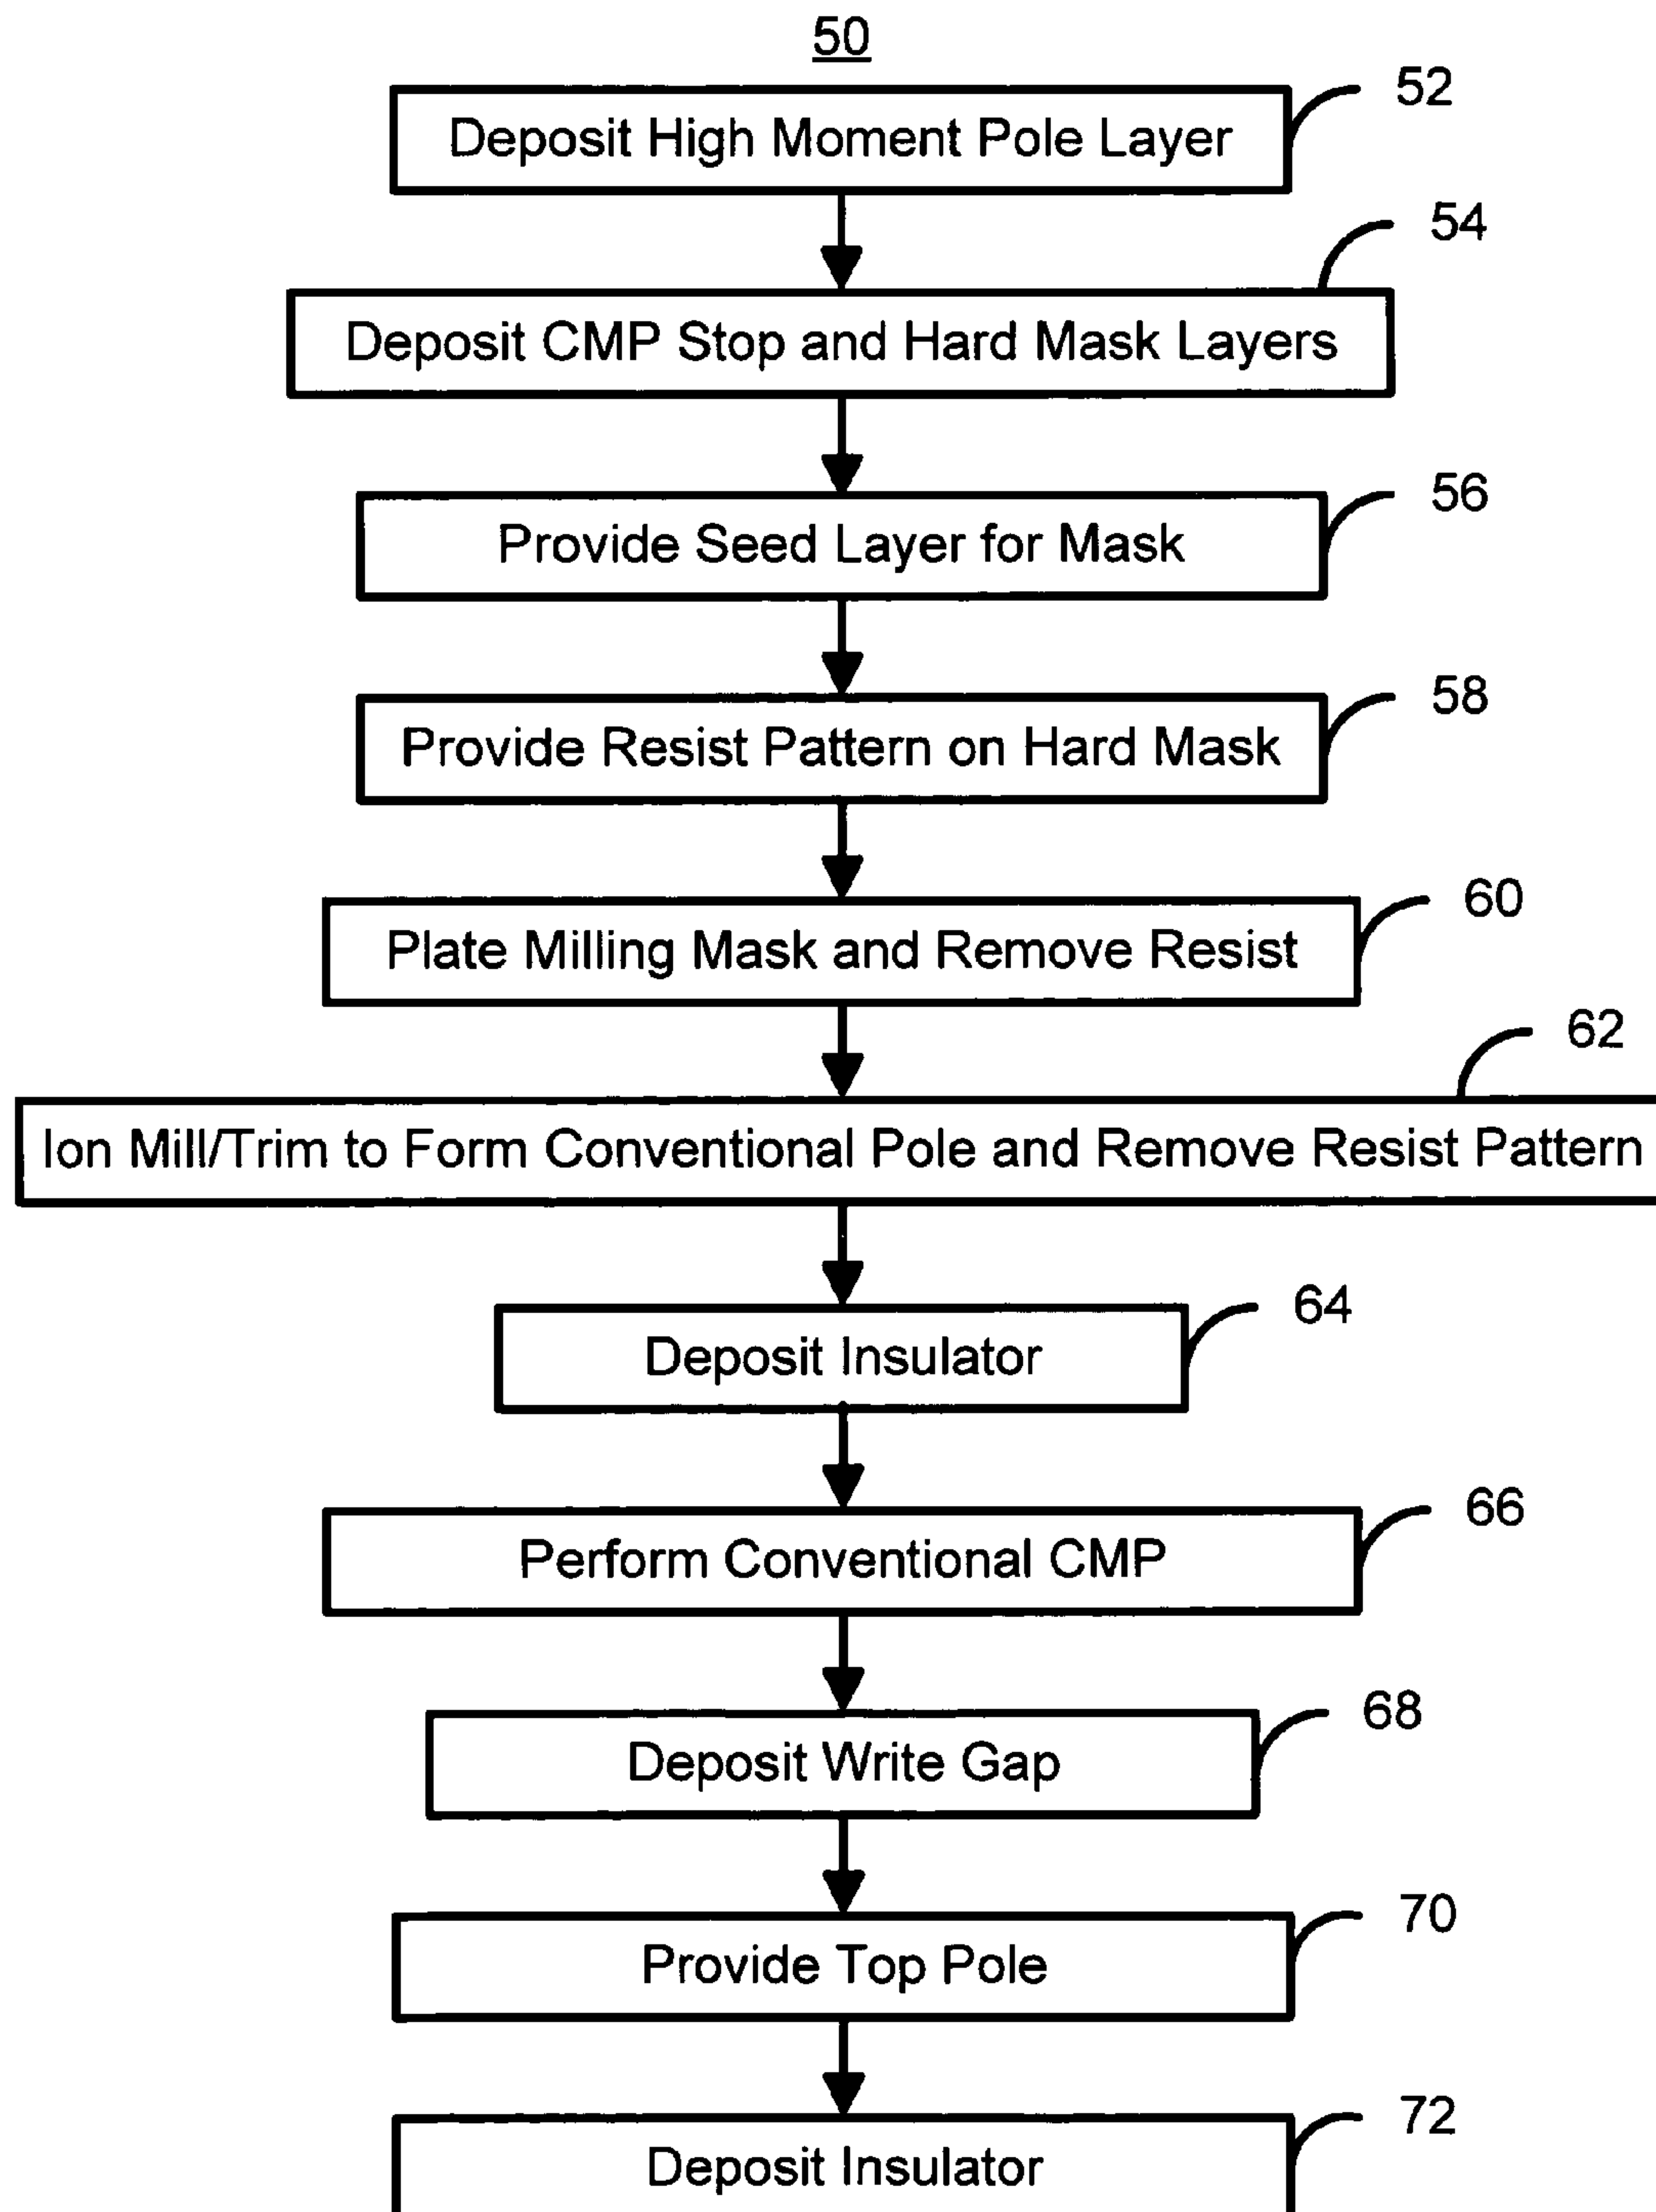 50
52
Deposit High Moment Pole Layer
54
Deposit CMP Stop and Hard Mask Layers
56
Provide Seed Layer for Mask
58
Provide Resist Pattern on Hard Mask
60
Plate Milling Mask and Remove Resist
62
Ion Mill/Trim to Form Conventional Pole and Remove Resist Pattern
64
Deposit Insulator
66
Perform Conventional CMP
68
Deposit Write Gap
70
Provide Top Pole
72
Deposit Insulator